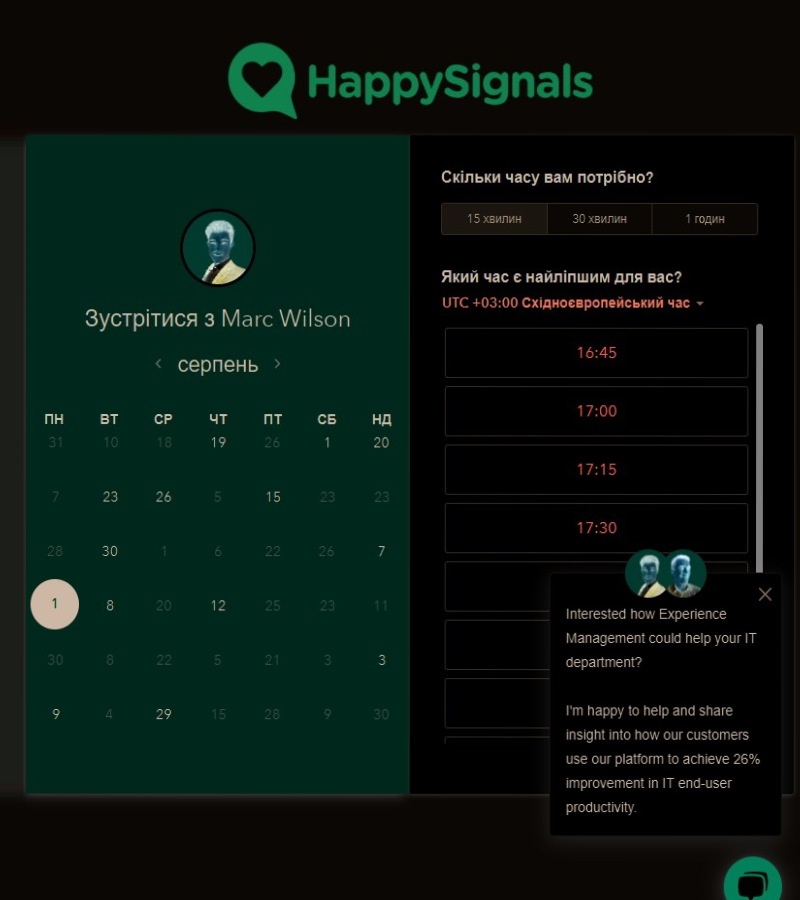 HappySignals
Зустрітися з Marc Wilson
серпень
ПН ВТ СР ЧТ ПТ СБ НД
31 10 18 19 26 1 20
7 23 26 5 15 23 23
28 30 1 6 22 26 7
1 8 20 12 25 23 11
30 8 22 5 21 3 3
9 4 29 15 28 9 30
Скільки часу вам потрібно?
15 хвилин 30 хвилин 1 годин
Який час є найліпшим для вас?
UTC +03:00 Східноєвропейський час
16:45
17:00
17:15
17:30
Interested how Experience
Management could help your IT
department?
I'm happy to help and share
insight into how our customers
use our platform to achieve 26%
improvement in IT end-user
productivity.